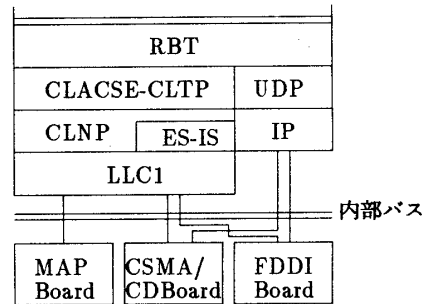 RBT
CLACSE-CLTP UDP
CLNP ES-IS IP
LLC1
内部バス
MAP CSMA/ FDDI
Board CDBoard Board